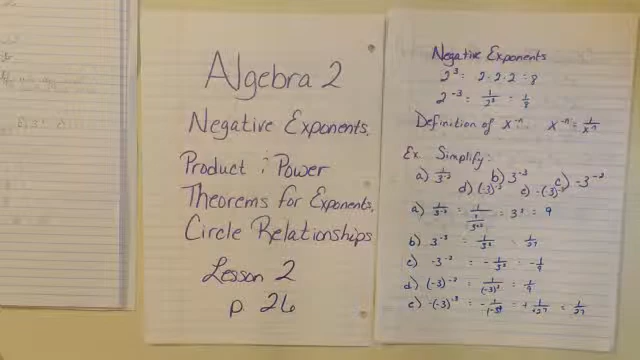 Algebra 2
Negative Exponents,
Product & Power
Theorems for Exponents,
Circle Relationships
Lesson 2
p. 26
Negative Exponents
2³ = 2·2·2 = 8
2⁻³ = 1/2³ = 1/8
Definition of x⁻ⁿ x⁻ⁿ = 1/xⁿ
Ex. Simplify:
a) 1/3⁻² b) 3⁻³ c) -3⁻²
d) (-3)⁻² e) -(-3)⁻³
a) 1/3⁻² = 1/(1/3²) = 3² = 9
b) 3⁻³ = 1/3³ = 1/27
c) -3⁻² = -1/3² = -1/9
d) (-3)⁻² = 1/(-3)² = 1/9
e) -(-3)⁻³ = -1/(-3)³ = +1/+27 = 1/27